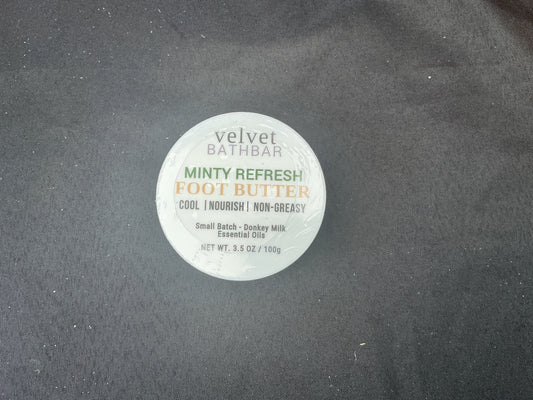 velvet
BATHBAR
MINTY REFRESH
FOOT BUTTER
COOL | NOURISH | NON-GREASY
Small Batch - Donkey Milk
Essential Oils
NET WT. 3.5 OZ / 100g